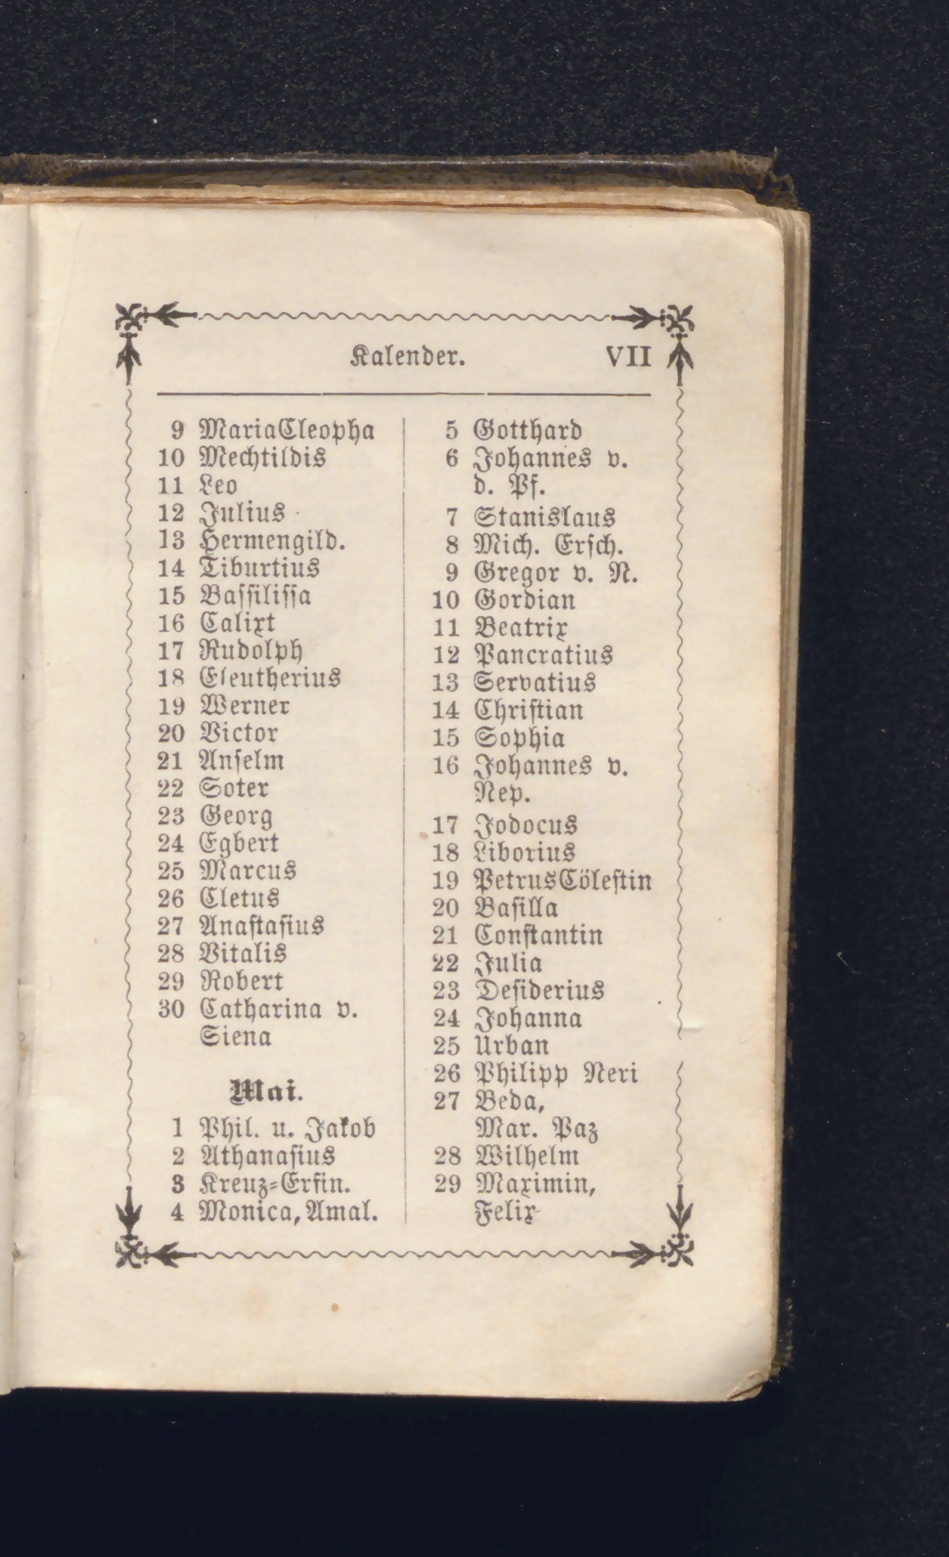 Kalender. VII
9 MariaCleopha
10 Mechtildis
11 Leo
12 Julius
13 Hermengild.
14 Tiburtius
15 Bassilissa
16 Calixt
17 Rudolph
18 Eleutherius
19 Werner
20 Victor
21 Anselm
22 Soter
23 Georg
24 Egbert
25 Marcus
26 Cletus
27 Anastasius
28 Vitalis
29 Robert
30 Catharina v.
Siena
Mai.
1 Phil. u. Jakob
2 Athanasius
3 Kreuz-Erfin.
4 Monica, Amal.
5 Gotthard
6 Johannes v.
d. Pf.
7 Stanislaus
8 Mich. Ersch.
9 Gregor v. N.
10 Gordian
11 Beatrix
12 Pancratius
13 Servatius
14 Christian
15 Sophia
16 Johannes v.
Nep.
17 Jodocus
18 Liborius
19 PetrusCölestin
20 Basilla
21 Constantin
22 Julia
23 Desiderius
24 Johanna
25 Urban
26 Philipp Neri
27 Beda,
Mar. Paz
28 Wilhelm
29 Maximin,
Felix